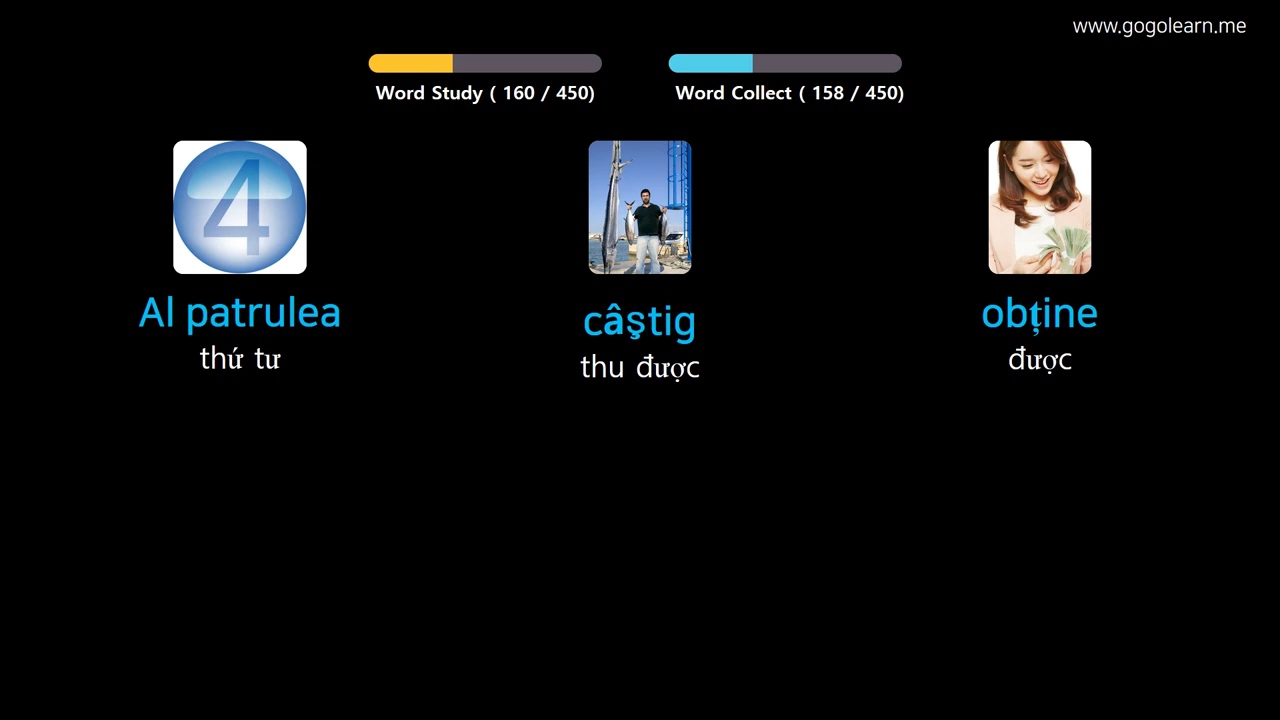 www.gogolearn.me
Word Study ( 160 / 450)
Word Collect ( 158 / 450)
4
Al patrulea
thứ tư
câştig
thu được
obține
được